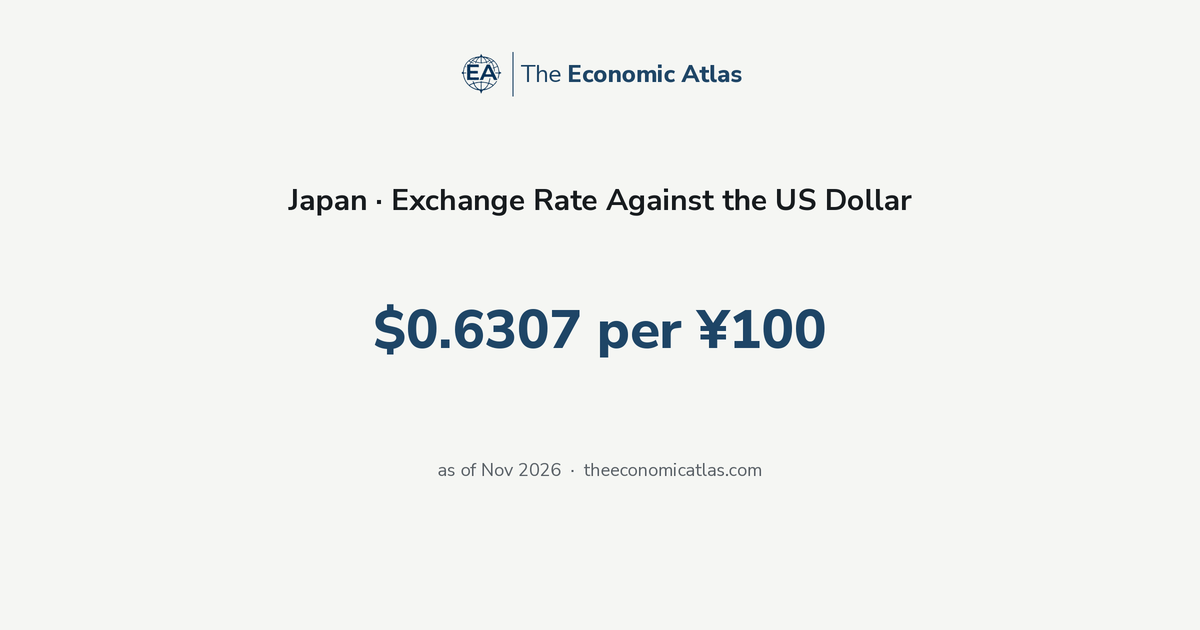 EA
The Economic Atlas
Japan · Exchange Rate Against the US Dollar
$0.6307 per ¥100
as of Nov 2026 · theeconomicatlas.com